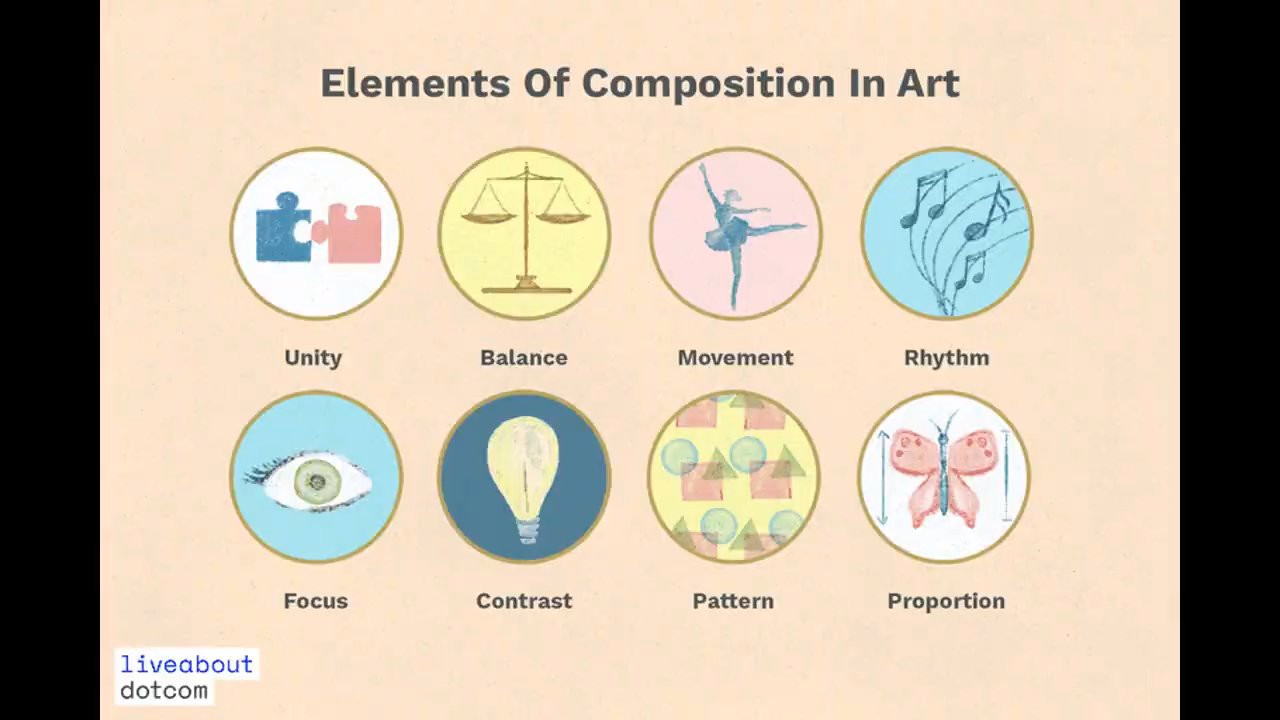 Elements Of Composition In Art
Unity
Balance
Movement
Rhythm
Focus
Contrast
Pattern
Proportion
liveabout
dotcom